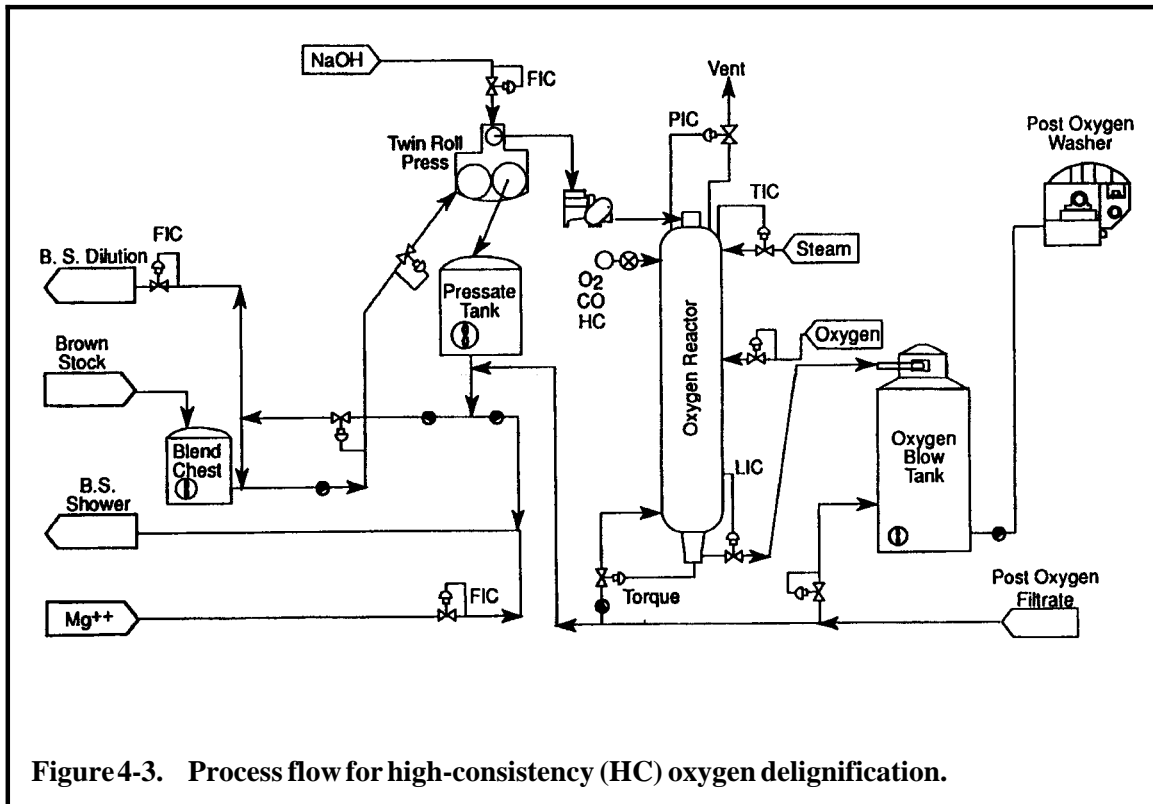 NaOH
FIC
Vent
PIC
Twin Roll
Press
Post Oxygen
Washer
TIC
FIC
B. S. Dilution
Steam
O2
CO
HC
Pressate
Tank
Brown
Stock
Oxygen
Oxygen Reactor
Blend
Chest
Oxygen
Blow
Tank
LIC
B.S.
Shower
Mg++
FIC
Torque
Post Oxygen
Filtrate
Figure 4-3. Process flow for high-consistency (HC) oxygen delignification.